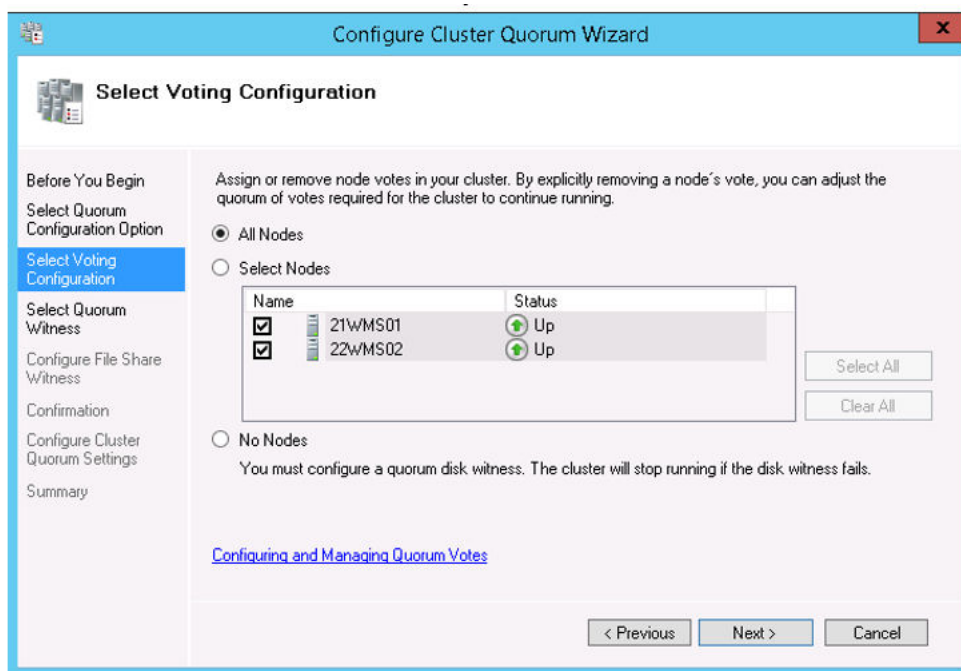 Configure Cluster Quorum Wizard
x
Select Voting Configuration
Before You Begin
Select Quorum
Configuration Option
Select Voting
Configuration
Select Quorum
Witness
Configure File Share
Witness
Confirmation
Configure Cluster
Quorum Settings
Summary
Assign or remove node votes in your cluster. By explicitly removing a node's vote, you can adjust the
quorum of votes required for the cluster to continue running.
All Nodes
Select Nodes
Name Status
21WMS01 Up
22WMS02 Up
Select All
Clear All
No Nodes
You must configure a quorum disk witness. The cluster will stop running if the disk witness fails.
Configuring and Managing Quorum Votes
< Previous Next > Cancel